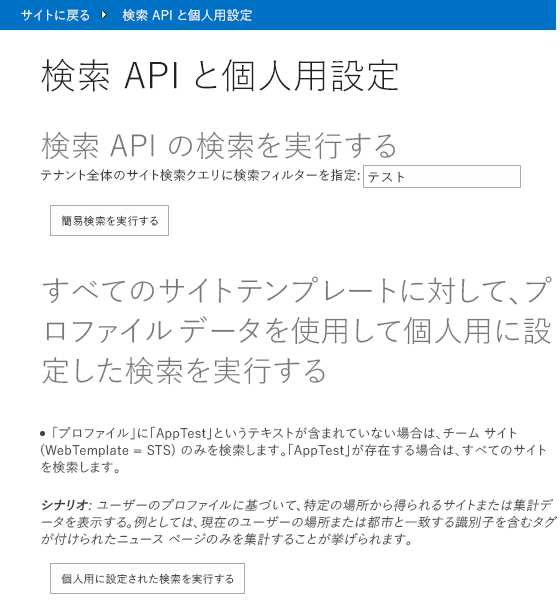 サイトに戻る ▸ 検索 API と個人用設定
検索 API と個人用設定
検索 API の検索を実行する
テナント全体のサイト検索クエリに検索フィルターを指定: テスト
簡易検索を実行する
すべてのサイトテンプレートに対して、プ
ロファイル データを使用して個人用に設
定した検索を実行する
• 「プロファイル」に「AppTest」というテキストが含まれていない場合は、チーム サイト
(WebTemplate = STS) のみを検索します。「AppTest」が存在する場合は、すべてのサイト
を検索します。
シナリオ: ユーザーのプロファイルに基づいて、特定の場所から得られるサイトまたは集計デ
ータを表示する。例としては、現在のユーザーの場所または都市と一致する識別子を含むタグ
が付けられたニュース ページのみを集計することが挙げられます。
個人用に設定された検索を実行する